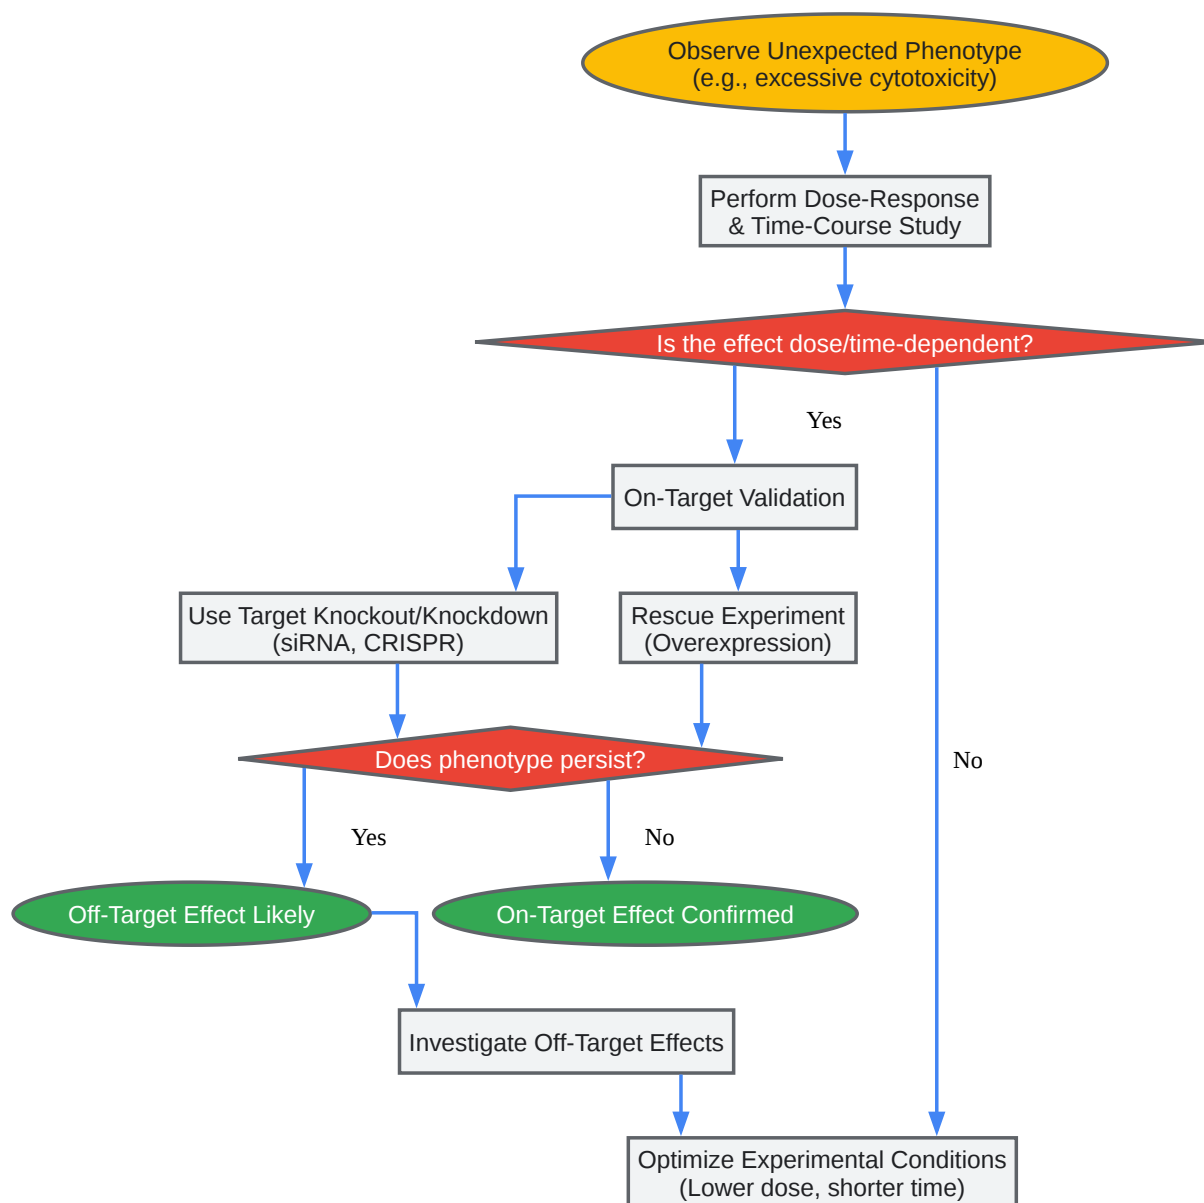 Observe Unexpected Phenotype
(e.g., excessive cytotoxicity)
Perform Dose-Response
& Time-Course Study
Is the effect dose/time-dependent?
Yes
On-Target Validation
Use Target Knockout/Knockdown
(siRNA, CRISPR)
Rescue Experiment
(Overexpression)
Does phenotype persist?
No
Yes
No
Off-Target Effect Likely
On-Target Effect Confirmed
Investigate Off-Target Effects
Optimize Experimental Conditions
(Lower dose, shorter time)